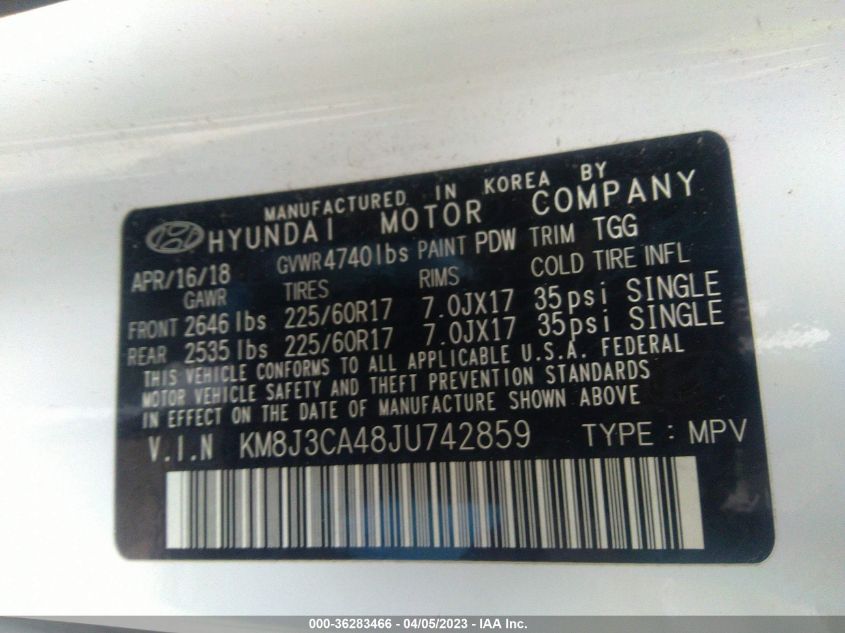 MANUFACTURED IN KOREA BY
HYUNDAI MOTOR COMPANY
APR/16/18 GVWR 4740 lbs PAINT PDW TRIM TGG
GAWR TIRES RIMS COLD TIRE INFL
FRONT 2646 lbs 225/60R17 7.0JX17 35psi SINGLE
REAR 2535 lbs 225/60R17 7.0JX17 35psi SINGLE
THIS VEHICLE CONFORMS TO ALL APPLICABLE U.S.A. FEDERAL
MOTOR VEHICLE SAFETY AND THEFT PREVENTION STANDARDS
IN EFFECT ON THE DATE OF MANUFACTURE SHOWN ABOVE
V.I.N KM8J3CA48JU742859 TYPE : MPV
000-36283466 - 04/05/2023 - IAA Inc.